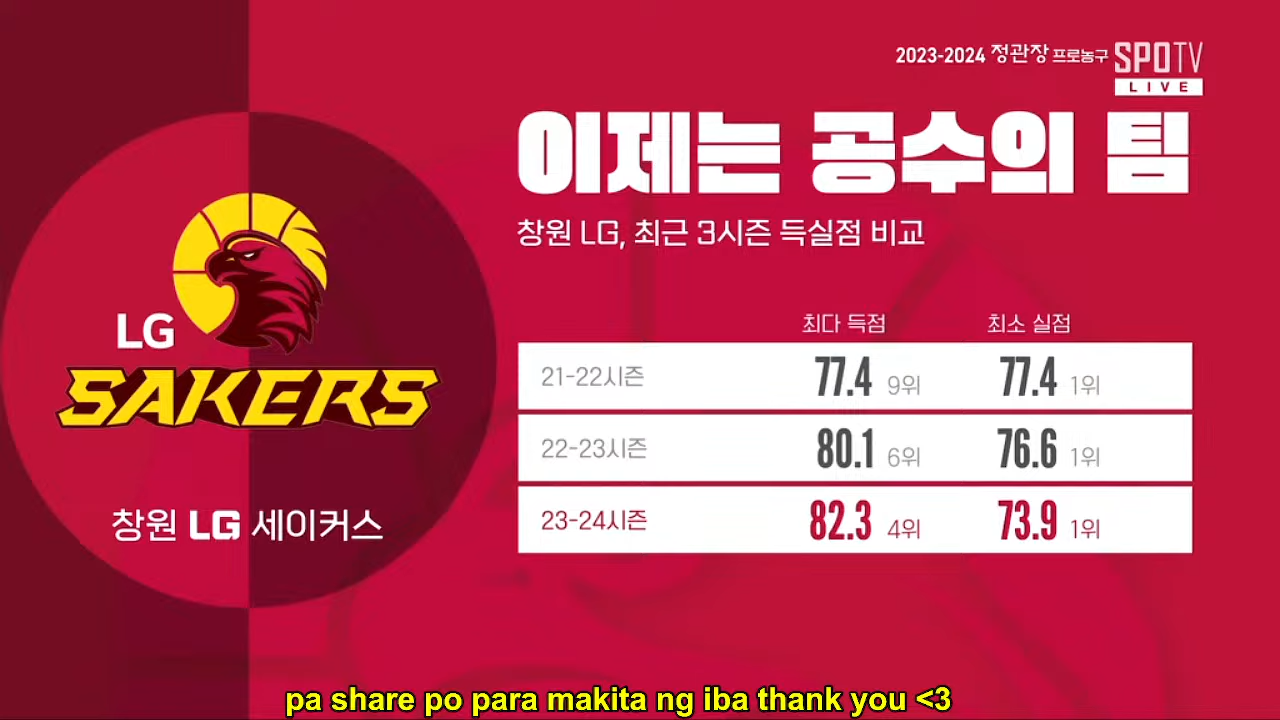 2023-2024 정관장 프로농구 SPOTV
LIVE
이제는 공수의 팀
창원 LG, 최근 3시즌 득실점 비교
LG
SAKERS
창원 LG 세이커스
최다 득점 최소 실점
21-22시즌 77.4 9위 77.4 1위
22-23시즌 80.1 6위 76.6 1위
23-24시즌 82.3 4위 73.9 1위
pa share po para makita ng iba thank you <3